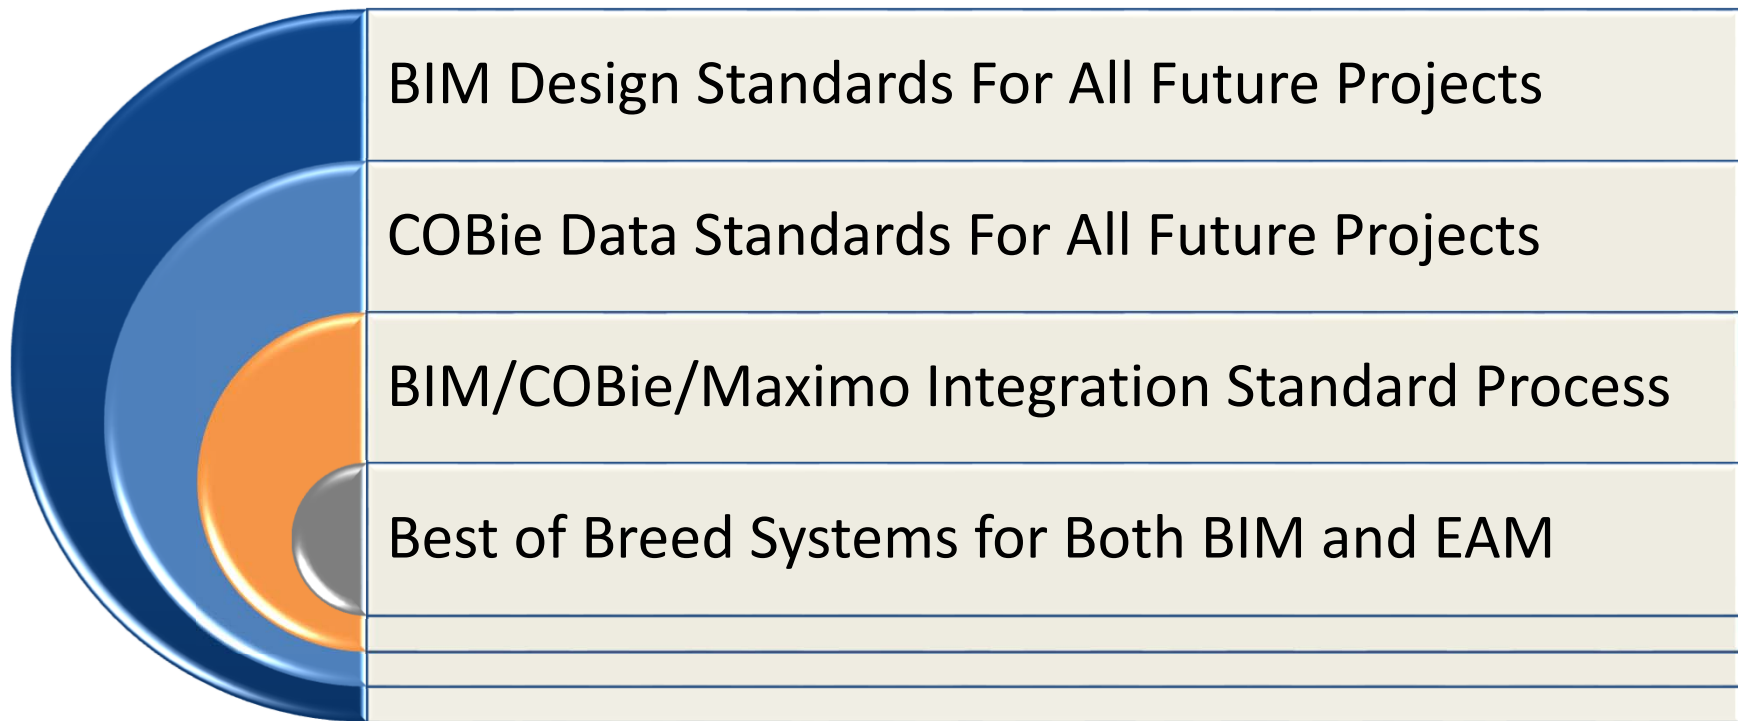 BIM Design Standards For All Future Projects
COBie Data Standards For All Future Projects
BIM/COBie/Maximo Integration Standard Process
Best of Breed Systems for Both BIM and EAM